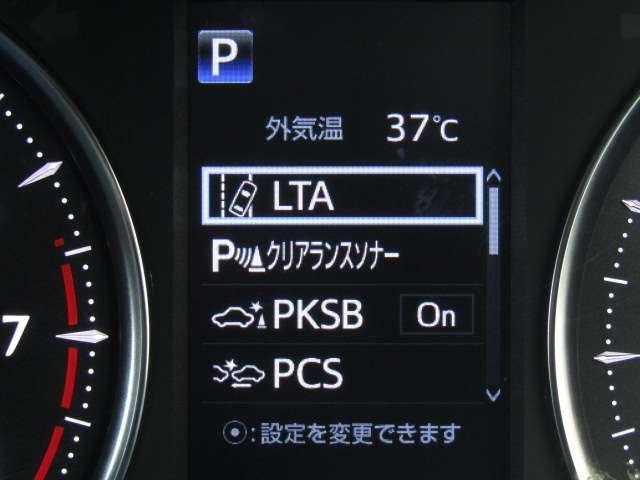 P
外気温 37℃
LTA
P クリアランスソナー
PKSB On
PCS
⦿:設定を変更できます
7